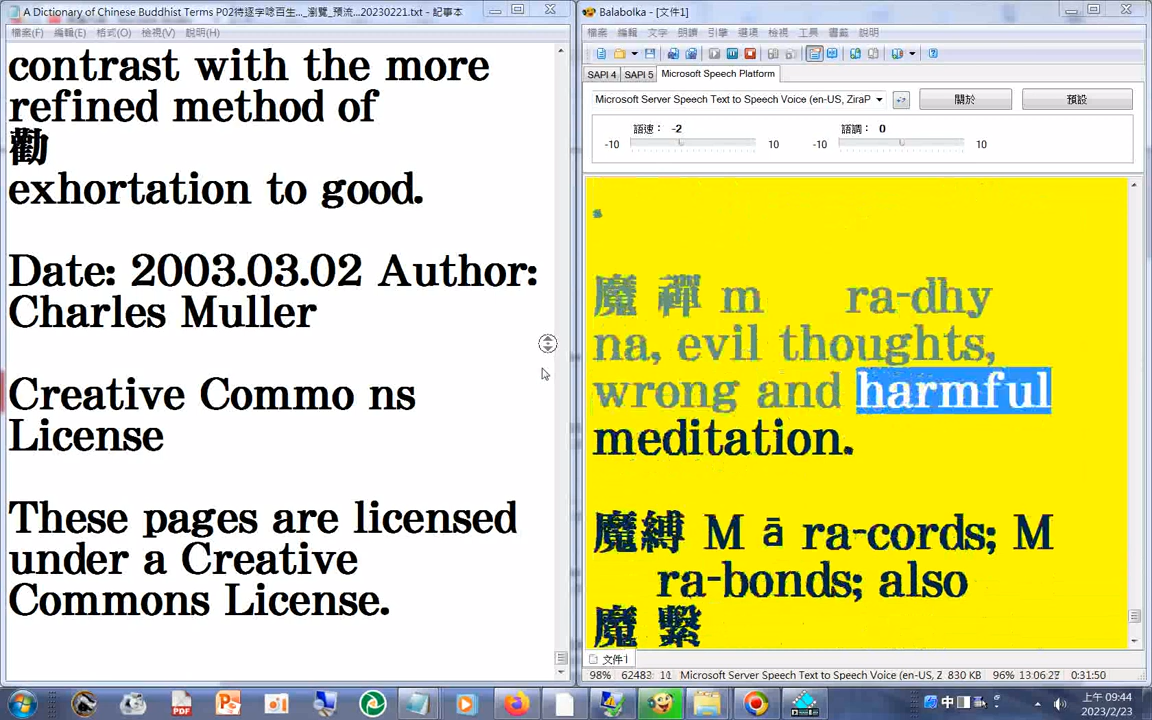 A Dictionary of Chinese Buddhist Terms P02待逐字唸百生..._瀏覽_預流...20230221.txt - 記事本
檔案(F) 編輯(E) 格式(O) 檢視(V) 說明(H)
contrast with the more
refined method of
勸
exhortation to good.
Date: 2003.03.02 Author:
Charles Muller
Creative Commo ns
License
These pages are licensed
under a Creative
Commons License.
Balabolka - [文件1]
檔案 編輯 文字 朗讀 引擎 選項 檢視 工具 書籤 說明
SAPI 4 SAPI 5 Microsoft Speech Platform
Microsoft Server Speech Text to Speech Voice (en-US, ZiraP
關於
預設
語速： -2
語調： 0
-10 10 -10 10
魔 禪 m ra-dhy
na, evil thoughts,
wrong and harmful
meditation.
魔縛 M ā ra-cords; M
ra-bonds; also
魔 繫
文件1
98% 62483: 11 Microsoft Server Speech Text to Speech Voice (en-US, ZiraP 830 KB 96% 13:06:27 0:31:50
中
上午 09:44
2023/2/23